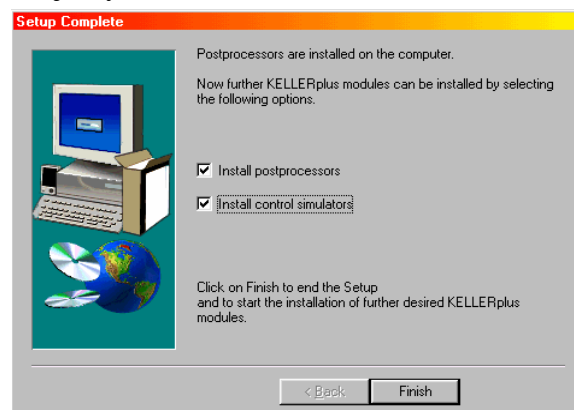 Setup Complete
Postprocessors are installed on the computer.
Now further KELLERplus modules can be installed by selecting
the following options.
Install postprocessors
Install control simulators
Click on Finish to end the Setup
and to start the installation of further desired KELLERplus
modules.
< Back
Finish